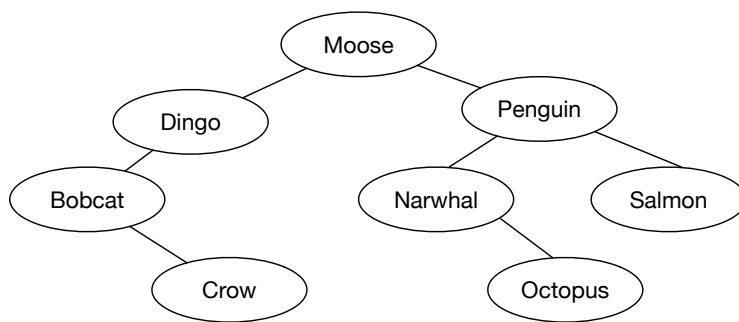 Moose
Dingo
Penguin
Bobcat
Narwhal
Salmon
Crow
Octopus